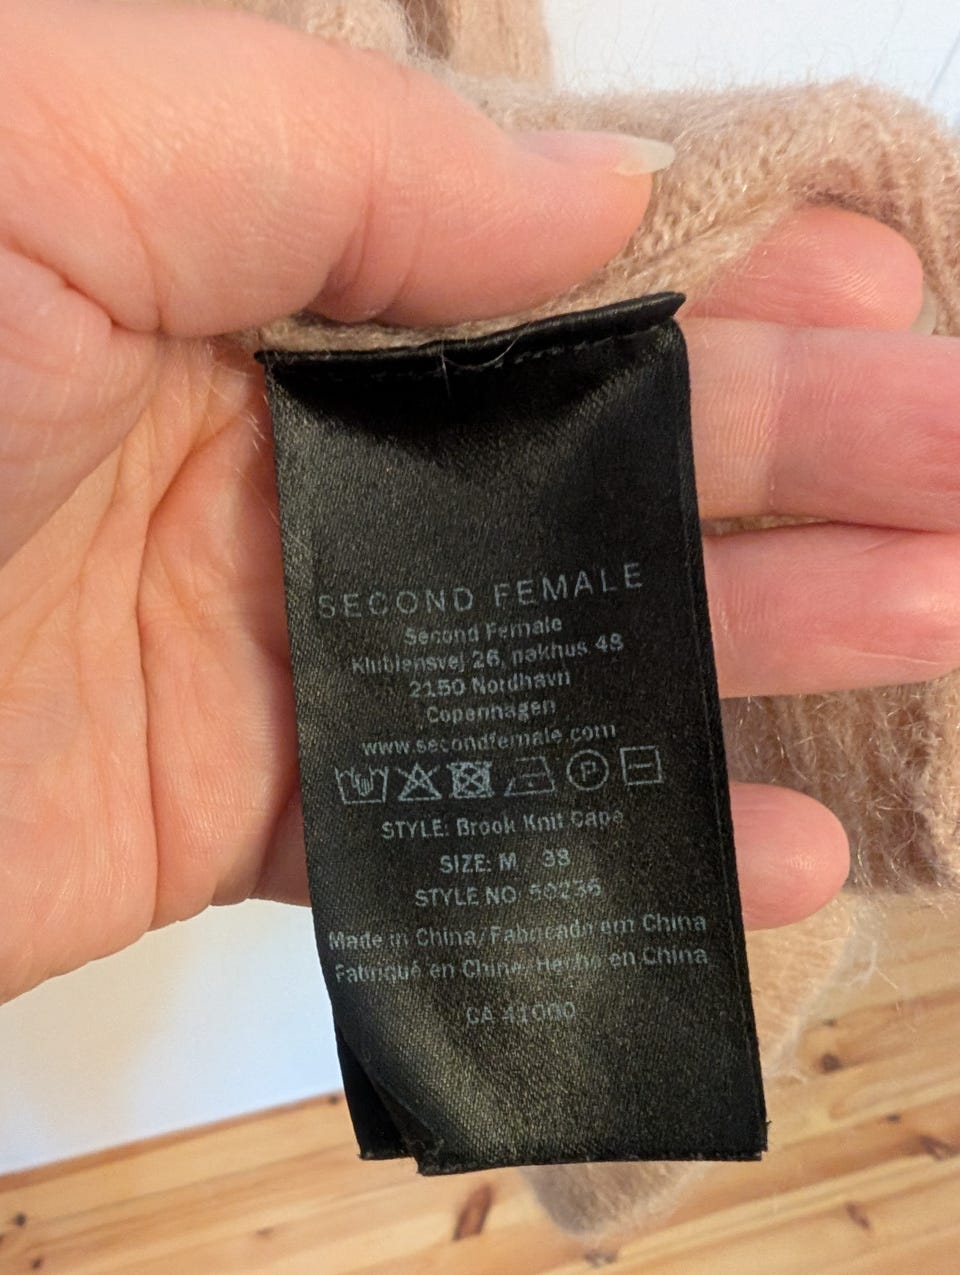 SECOND FEMALE
Second Female
Klubiensvej 26, pakhus 48
2150 Nordhavn
Copenhagen
www.secondfemale.com
P
STYLE: Brook Knit Cape
SIZE: M 38
STYLE NO 50236
Made in China/Fabricado em China
Fabriqué en Chine Hecho en China
CA 41000